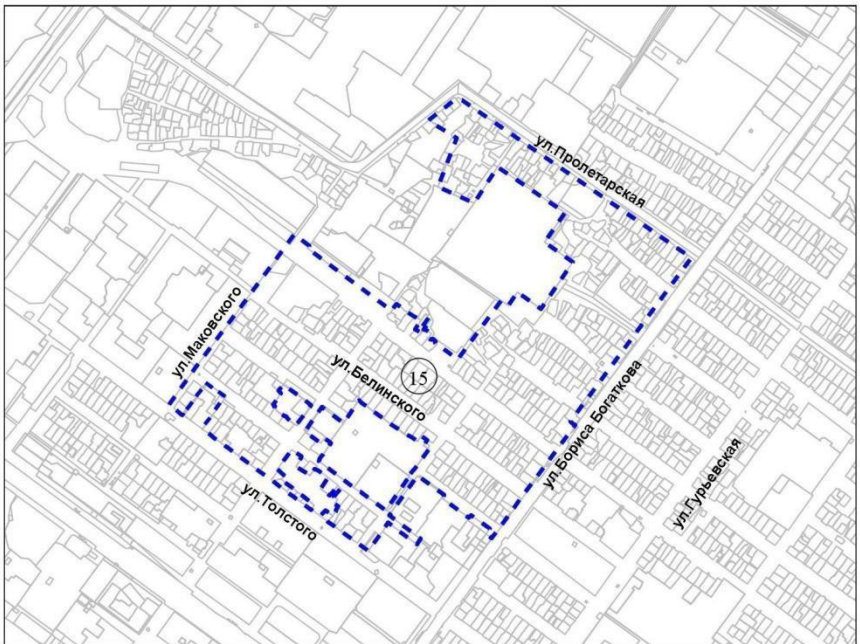 ул.Пролетарская
ул.Маковского
ул.Белинского
15
ул.Бориса Богаткова
ул.Гурьевская
ул.Толстого